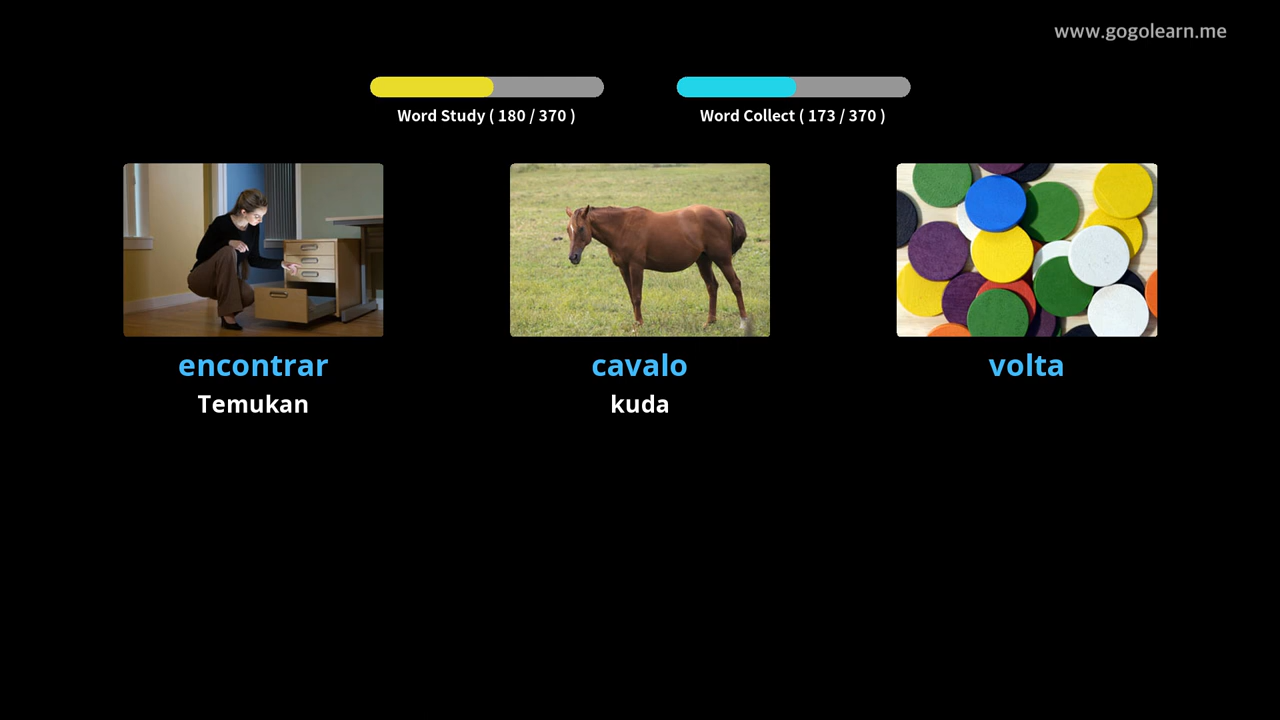 www.gogolearn.me
Word Study ( 180 / 370 )
Word Collect ( 173 / 370 )
encontrar
Temukan
cavalo
kuda
volta